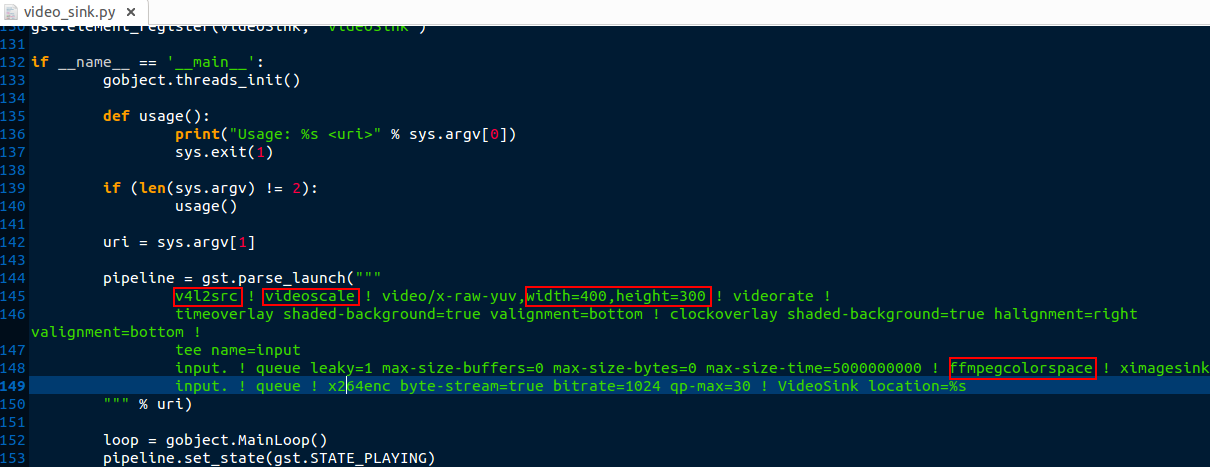 video_sink.py ×
130 gst.element_register(VideoSink, 'VideoSink')
131
132 if __name__ == '__main__':
133         gobject.threads_init()
134
135         def usage():
136                 print("Usage: %s <uri>" % sys.argv[0])
137                 sys.exit(1)
138
139         if (len(sys.argv) != 2):
140                 usage()
141
142         uri = sys.argv[1]
143
144         pipeline = gst.parse_launch("""
145                 v4l2src ! videoscale ! video/x-raw-yuv,width=400,height=300 ! videorate !
146                 timeoverlay shaded-background=true valignment=bottom ! clockoverlay shaded-background=true halignment=right
valignment=bottom !
147                 tee name=input
148                 input. ! queue leaky=1 max-size-buffers=0 max-size-bytes=0 max-size-time=5000000000 ! ffmpegcolorspace ! ximagesink
149                 input. ! queue ! x264enc byte-stream=true bitrate=1024 qp-max=30 ! VideoSink location=%s
150         """ % uri)
151
152         loop = gobject.MainLoop()
153         pipeline.set_state(gst.STATE_PLAYING)